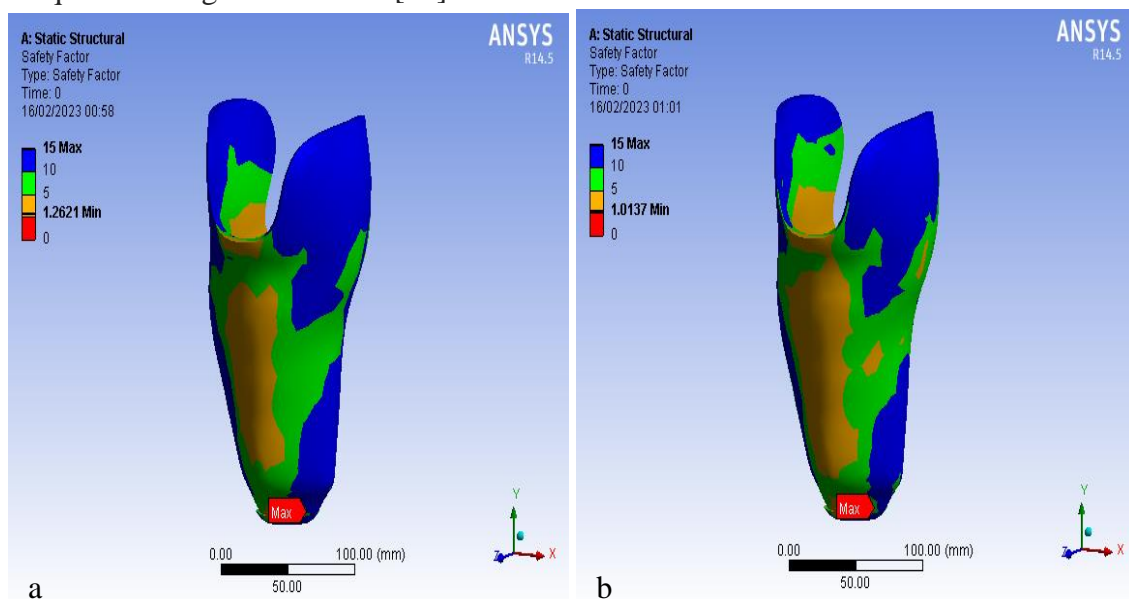 [
]
A: Static Structural
Safety Factor
Type: Safety Factor
Time: 0
16/02/2023 00:58
ANSYS
R14.5
15 Max
10
5
1.2621 Min
0
Max
Y
Z
X
0.00
100.00 (mm)
50.00
a
A: Static Structural
Safety Factor
Type: Safety Factor
Time: 0
16/02/2023 01:01
ANSYS
R14.5
15 Max
10
5
1.0137 Min
0
Max
Y
Z
X
0.00
100.00 (mm)
50.00
b